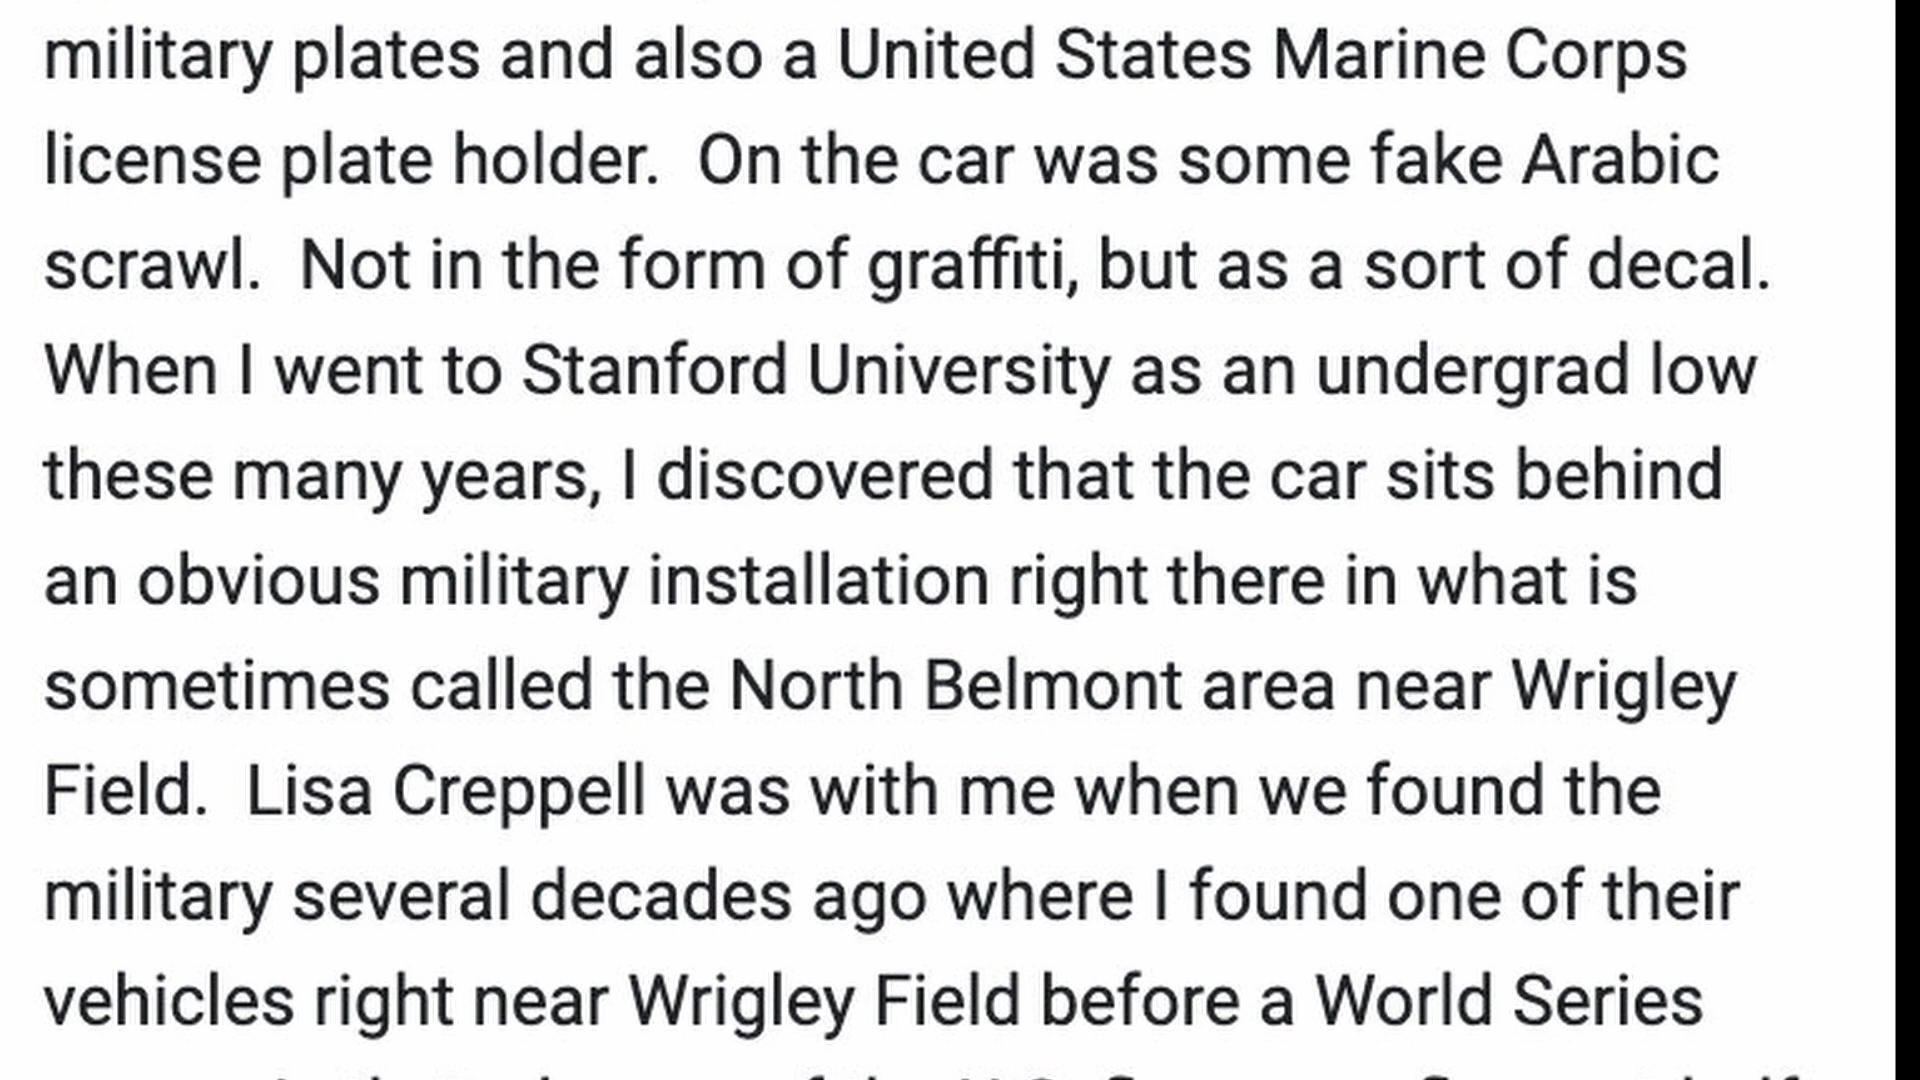 military plates and also a United States Marine Corps
license plate holder.  On the car was some fake Arabic
scrawl.  Not in the form of graffiti, but as a sort of decal.
When I went to Stanford University as an undergrad low
these many years, I discovered that the car sits behind
an obvious military installation right there in what is
sometimes called the North Belmont area near Wrigley
Field.  Lisa Creppell was with me when we found the
military several decades ago where I found one of their
vehicles right near Wrigley Field before a World Series